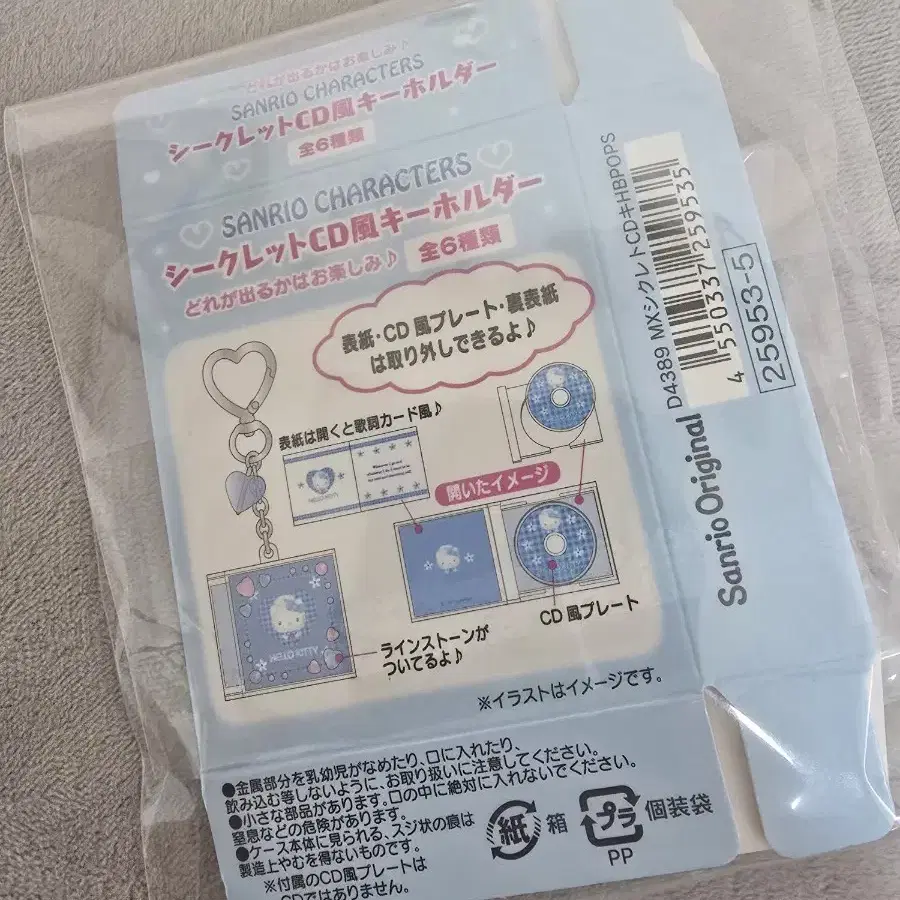 どれが出るかはお楽しみ♪
SANRIO CHARACTERS
シークレットCD風キーホルダー
全6種類
SANRIO CHARACTERS
シークレットCD風キーホルダー
どれが出るかはお楽しみ♪ 全6種類
表紙・CD風プレート・裏表紙
は取り外しできるよ♪
表紙は開くと歌詞カード風♪
HELLO KITTY
開いたイメージ
CD風プレート
HELLO KITTY
ラインストーンが
ついてるよ♪
※イラストはイメージです。
●金属部分を乳幼児がなめたり、口に入れたり、
飲み込む等しないように、お取り扱いに注意してください。
●小さな部品があります。口の中に絶対に入れないでください。
窒息などの危険があります。
●ケース本体に見られる、スジ状の痕は
製造上やむを得ないものです。
※付属のCD風プレートは
CDではありません。
紙 箱
プラ 個装袋
PP
Sanrio Original
D4389 MXシクレトCDキHBPOPS
4 550337 259535
25953-5